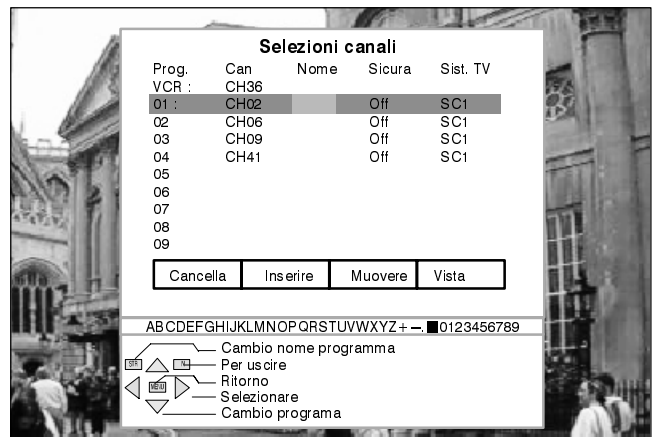 Selezioni canali
Prog. Can Nome Sicura Sist. TV
VCR : CH36
01 : CH02 Off SC1
02 CH06 Off SC1
03 CH09 Off SC1
04 CH41 Off SC1
05
06
07
08
09
Cancella Inserire Muovere Vista
ABCDEFGHIJKLMNOPQRSTUVWXYZ+–.■0123456789
Cambio nome programma
STR N Per uscire
MENU Ritorno
Selezionare
Cambio programa